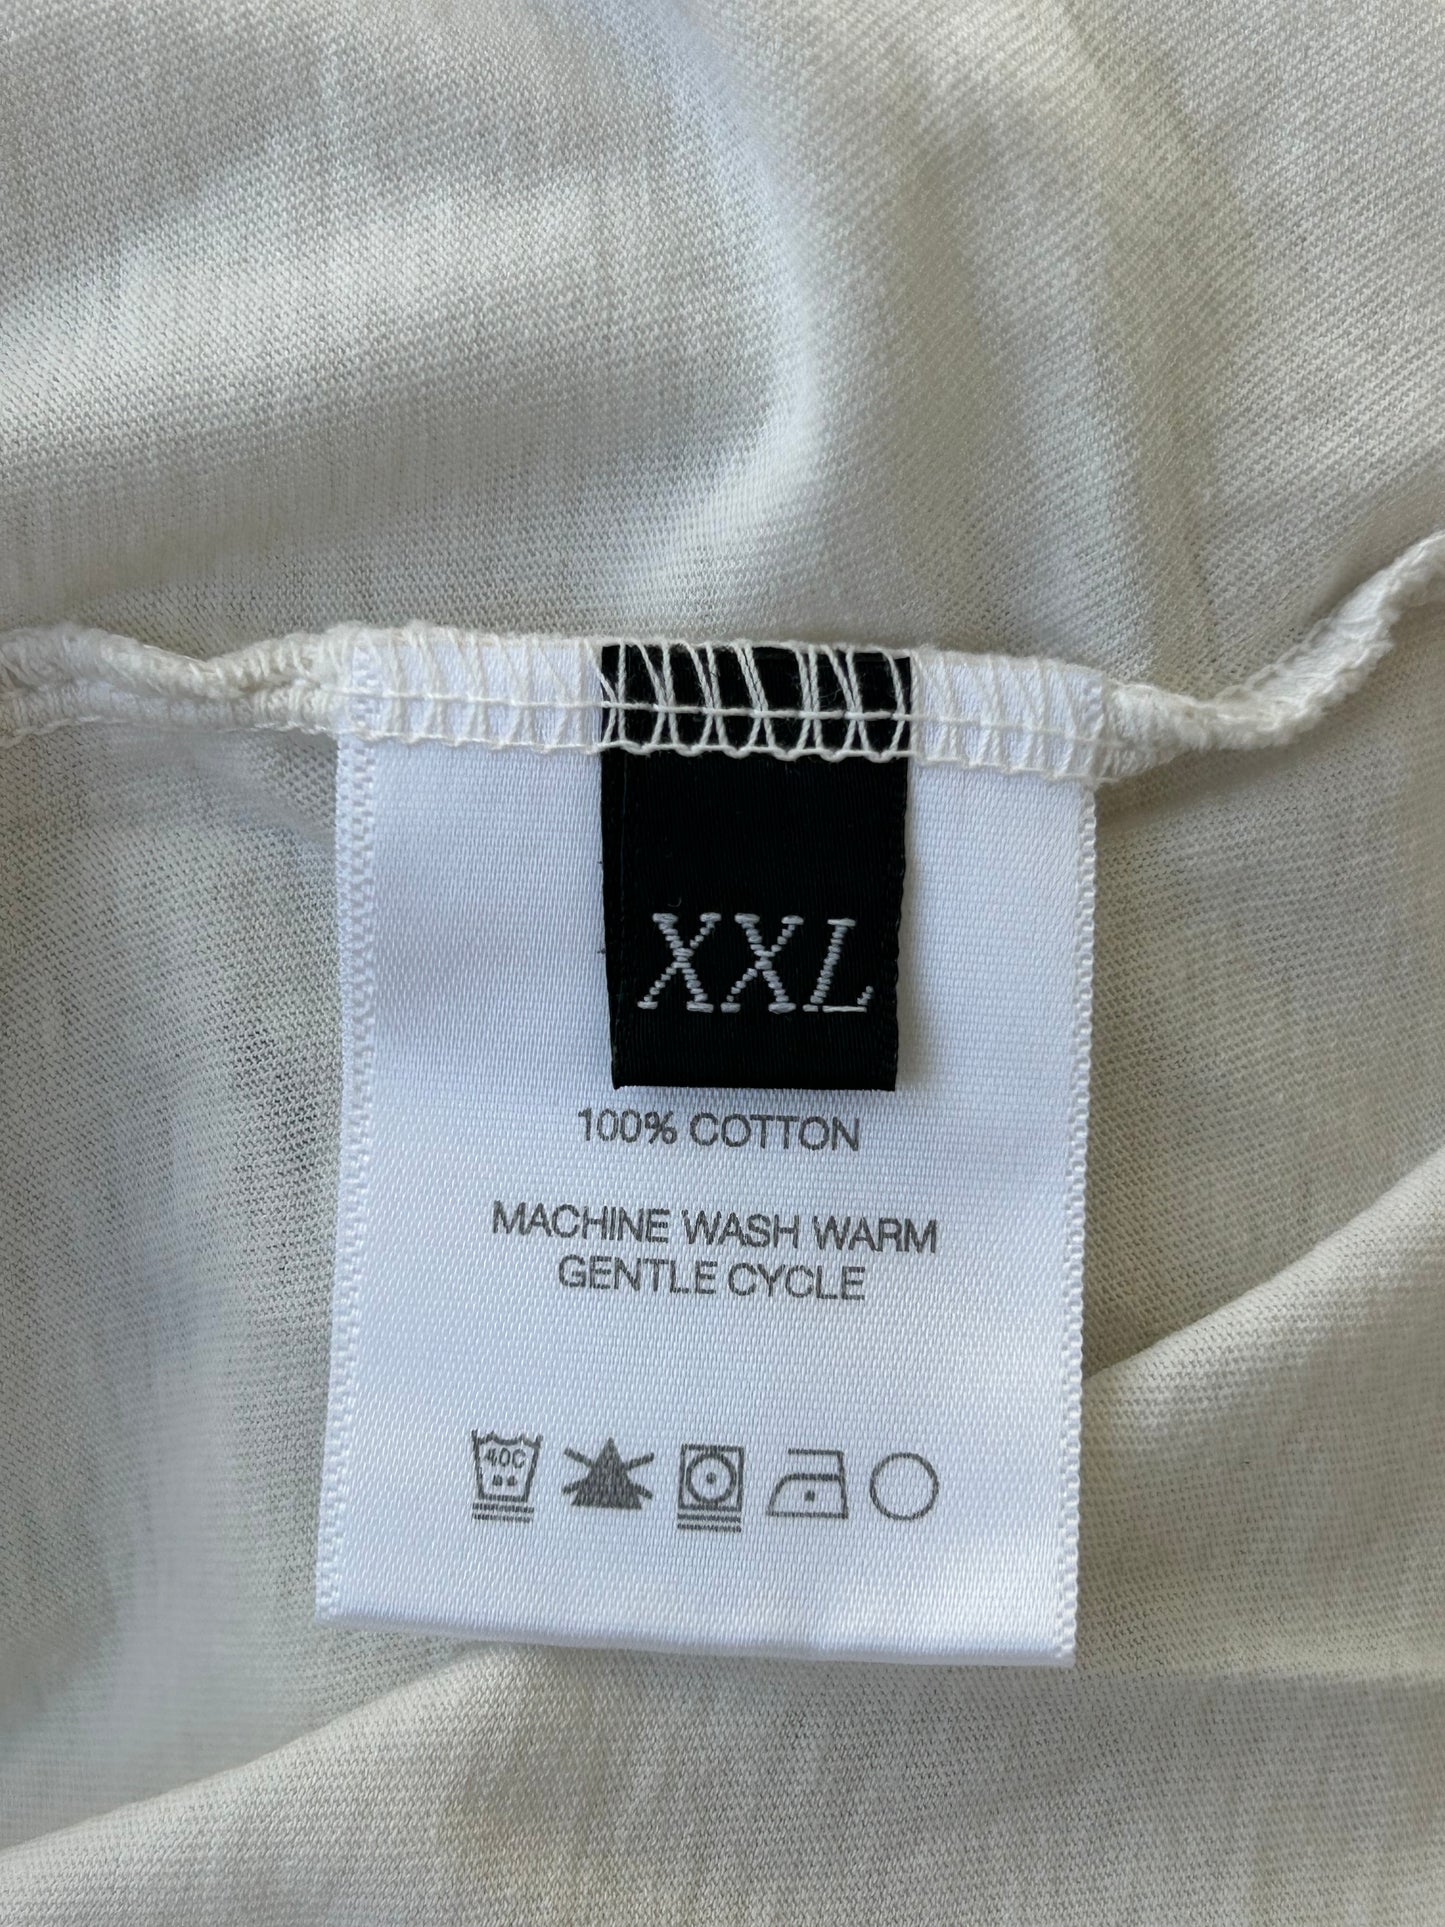 XXL
100% COTTON
MACHINE WASH WARM
GENTLE CYCLE
40C